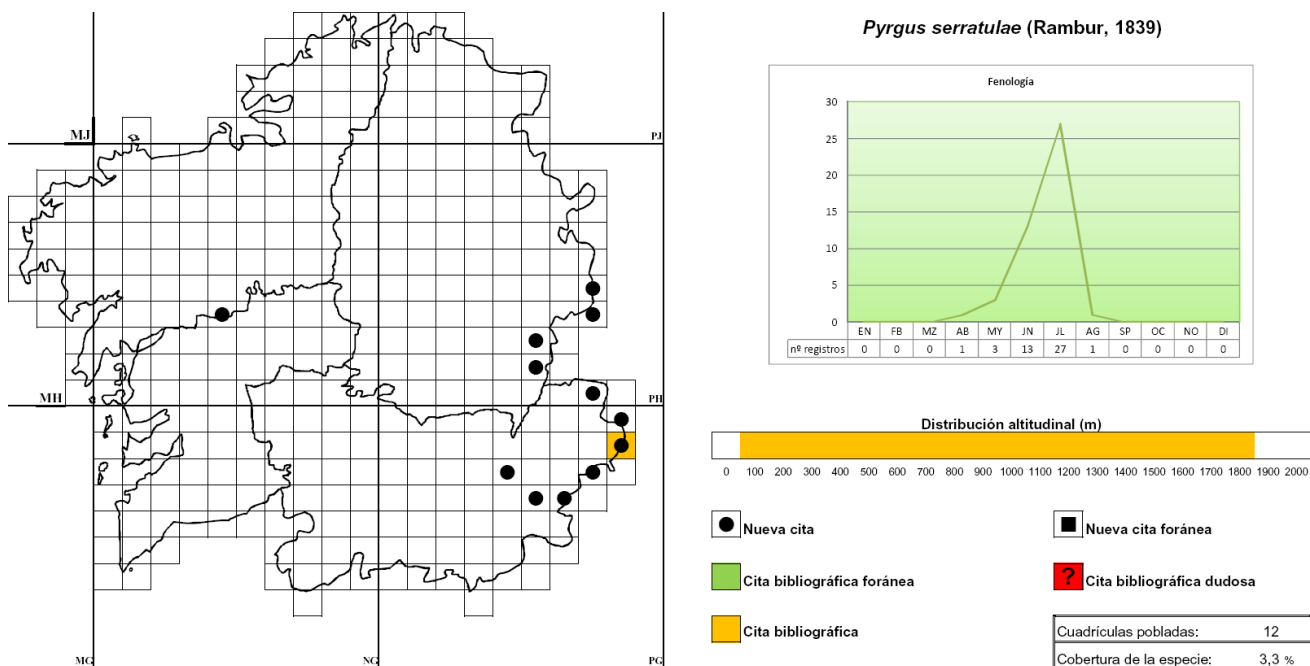 MJ
PJ
MH
PH
MG
NG
PG
Pyrgus serratulae (Rambur, 1839)
Fenología
30
25
20
15
10
5
0
EN FB MZ AB MY JN JL AG SP OC NO DI
nº registros 0 0 0 1 3 13 27 1 0 0 0 0
Distribución altitudinal (m)
0 100 200 300 400 500 600 700 800 900 1000 1100 1200 1300 1400 1500 1600 1700 1800 1900 2000
Nueva cita
Nueva cita foránea
Cita bibliográfica foránea
? Cita bibliográfica dudosa
Cita bibliográfica
Cuadrículas pobladas: 12
Cobertura de la especie: 3,3 %